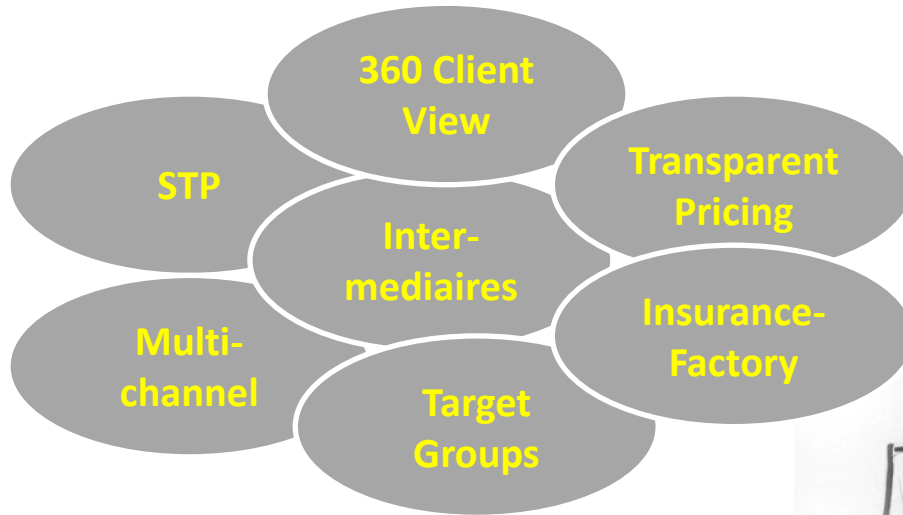 360 Client
View
STP
Transparent
Pricing
Inter-
mediaires
Insurance-
Factory
Multi-
channel
Target
Groups